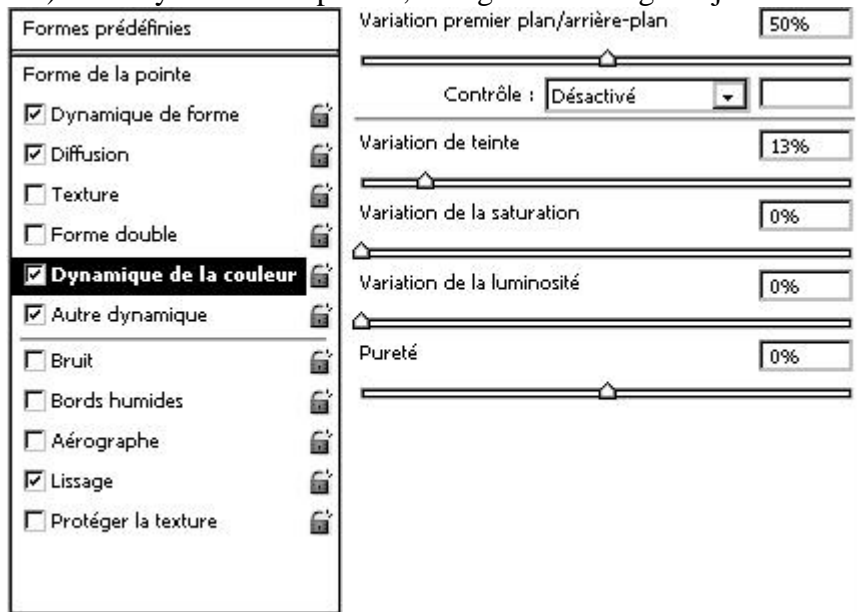 Formes prédéfinies
Forme de la pointe
Dynamique de forme
Diffusion
Texture
Forme double
Dynamique de la couleur
Autre dynamique
Bruit
Bords humides
Aérographe
Lissage
Protéger la texture
Variation premier plan/arrière-plan 50%
Contrôle : Désactivé
Variation de teinte 13%
Variation de la saturation 0%
Variation de la luminosité 0%
Pureté 0%